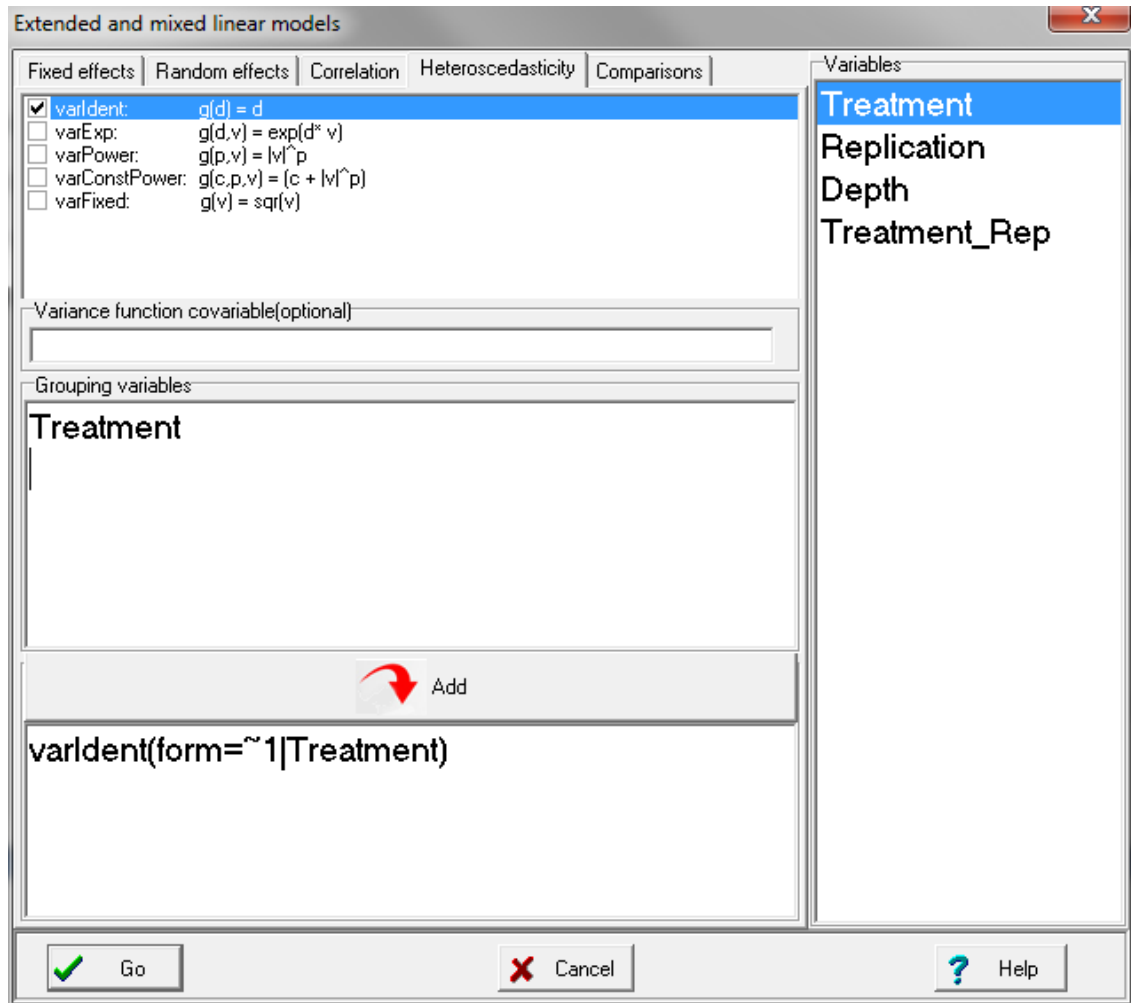 Extended and mixed linear models
x
Fixed effects Random effects Correlation Heteroscedasticity Comparisons
varIdent: g(d) = d
varExp: g(d,v) = exp(d* v)
varPower: g(p,v) = |v|^p
varConstPower: g(c,p,v) = (c + |v|^p)
varFixed: g(v) = sqr(v)
Variance function covariable(optional)
Grouping variables
Treatment
Add
varIdent(form=~1|Treatment)
Variables
Treatment
Replication
Depth
Treatment_Rep
Go Cancel ? Help